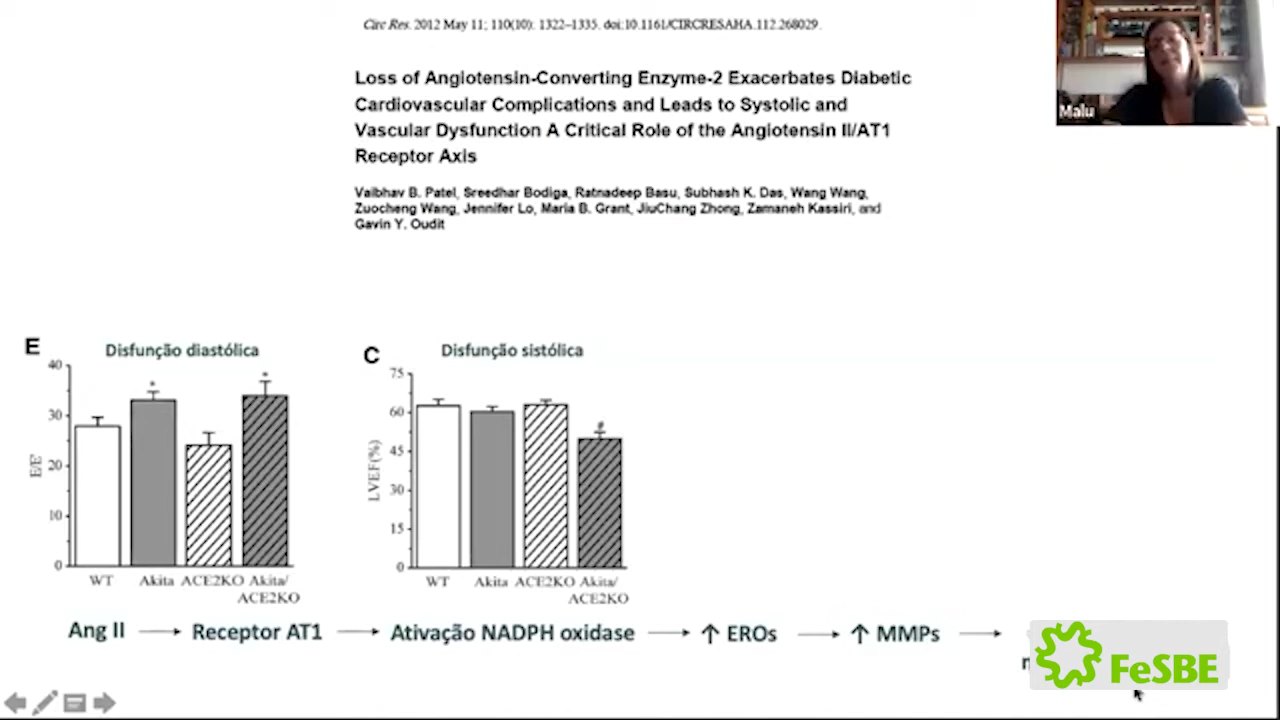 Circ Res. 2012 May 11; 110(10): 1322–1335. doi:10.1161/CIRCRESAHA.112.268029.
Malu
Loss of Angiotensin-Converting Enzyme-2 Exacerbates Diabetic
Cardiovascular Complications and Leads to Systolic and
Vascular Dysfunction A Critical Role of the Angiotensin II/AT1
Receptor Axis
Vaibhav B. Patel, Sreedhar Bodiga, Ratnadeep Basu, Subhash K. Das, Wang Wang,
Zuocheng Wang, Jennifer Lo, Maria B. Grant, JiuChang Zhong, Zamaneh Kassiri, and
Gavin Y. Oudit
E
Disfunção diastólica
40
30
20
10
0
E/E'
*
*
WT Akita ACE2KO Akita/
ACE2KO
C
Disfunção sistólica
75
60
45
30
15
0
LVEF(%)
#
WT Akita ACE2KO Akita/
ACE2KO
Ang II → Receptor AT1 → Ativação NADPH oxidase → ↑ EROs → ↑ MMPs →
FeSBE